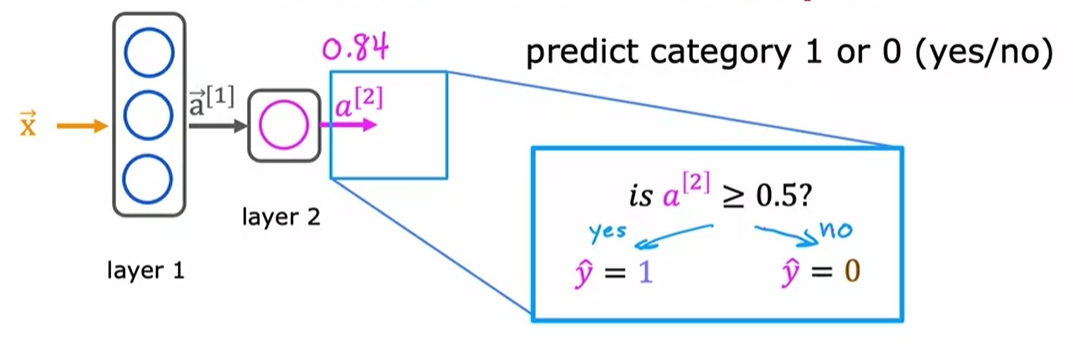 0.84
predict category 1 or 0 (yes/no)
x⃗
a⃗[1]
a[2]
layer 2
layer 1
is a[2] ≥ 0.5?
yes
no
ŷ = 1
ŷ = 0